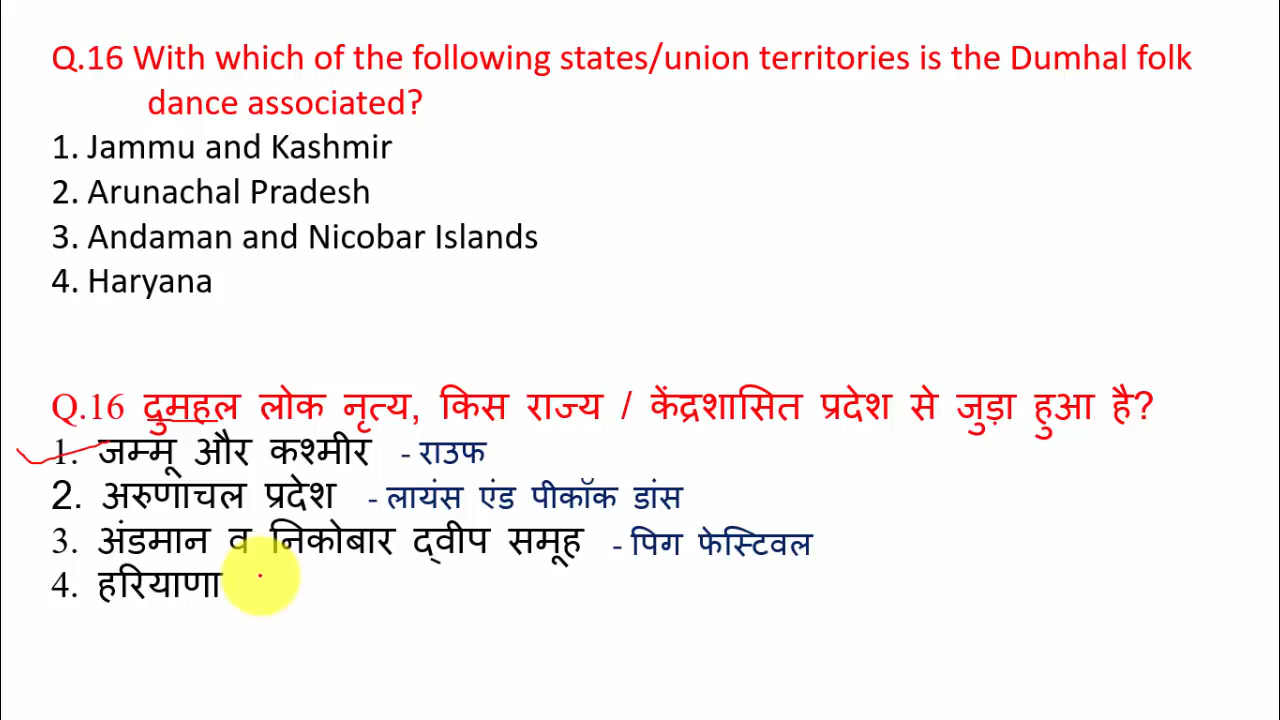 Q.16 With which of the following states/union territories is the Dumhal folk
dance associated?
1. Jammu and Kashmir
2. Arunachal Pradesh
3. Andaman and Nicobar Islands
4. Haryana
Q.16 दुमहल लोक नृत्य, किस राज्य / केंद्रशासित प्रदेश से जुड़ा हुआ है?
1. जम्मू और कश्मीर - राउफ
2. अरुणाचल प्रदेश - लायंस एंड पीकॉक डांस
3. अंडमान व निकोबार द्वीप समूह - पिग फेस्टिवल
4. हरियाणा